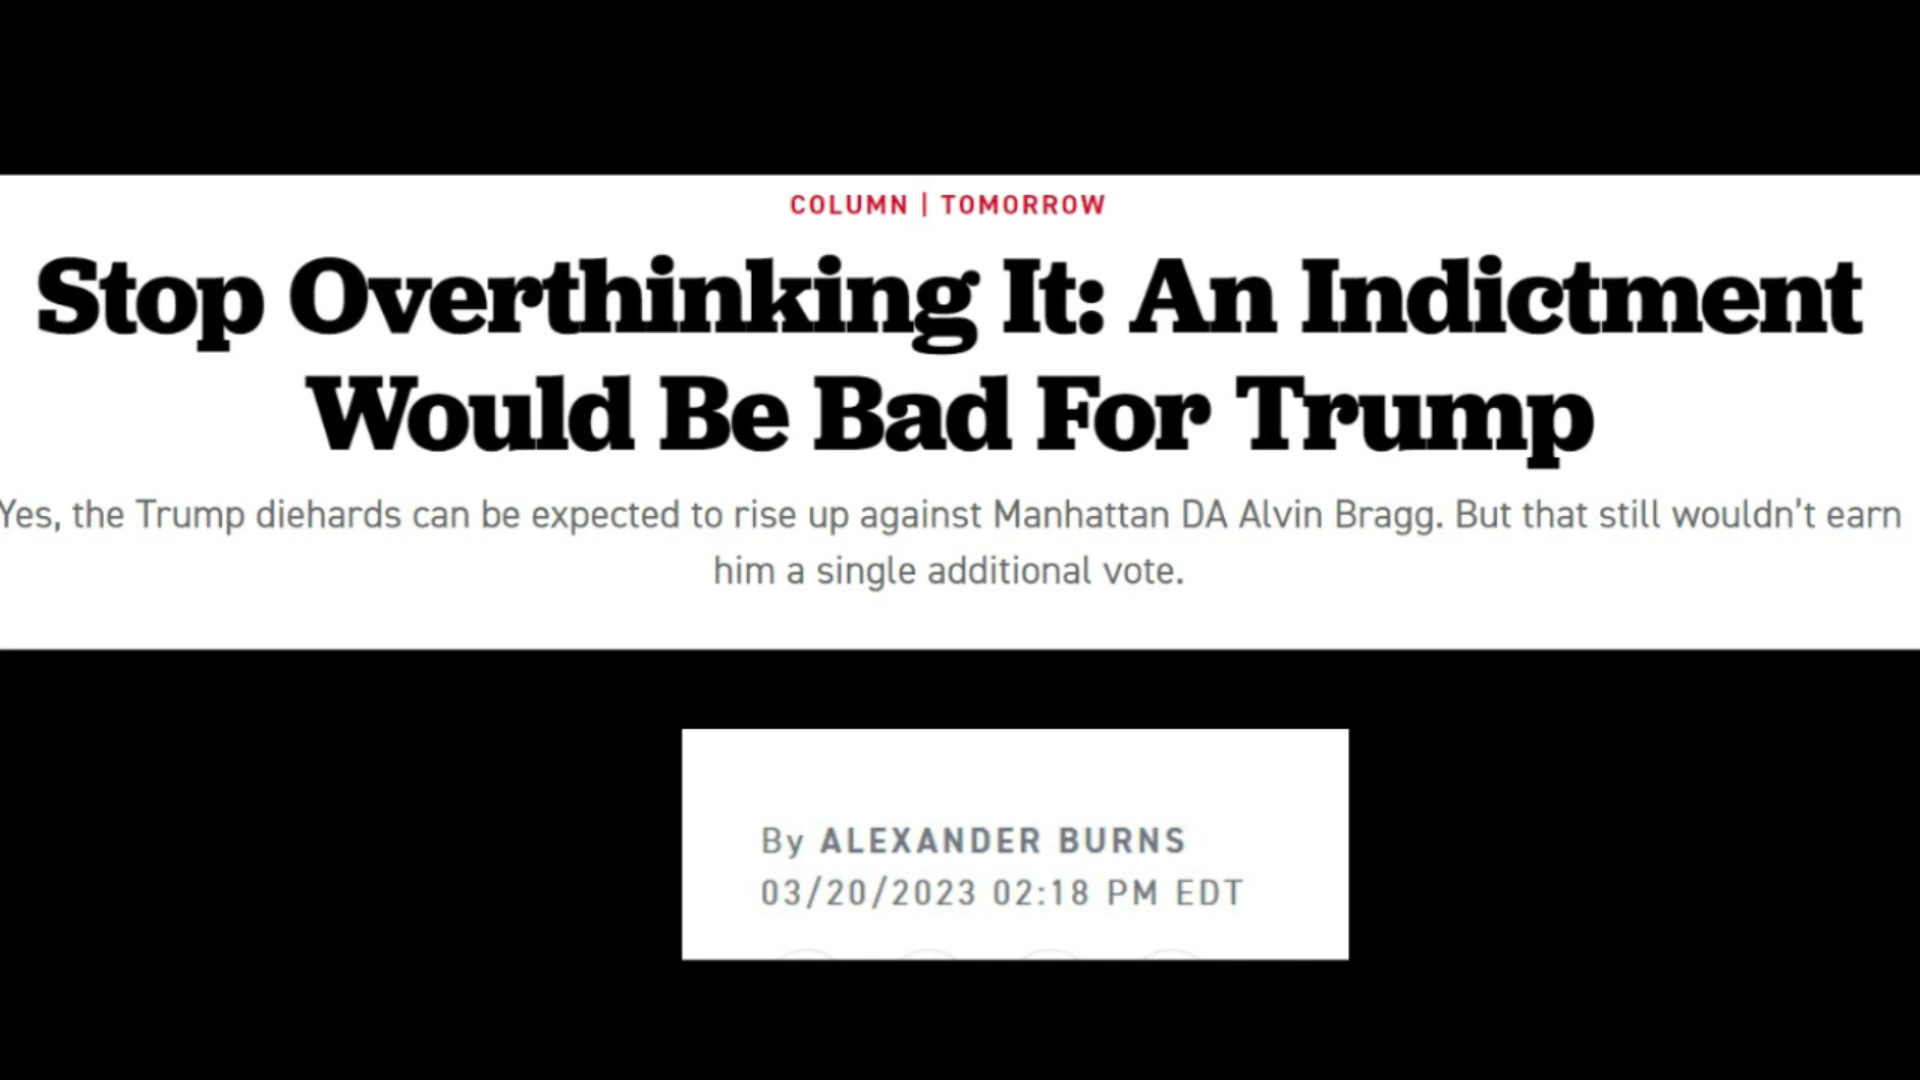 COLUMN | TOMORROW
Stop Overthinking It: An Indictment
Would Be Bad For Trump
Yes, the Trump diehards can be expected to rise up against Manhattan DA Alvin Bragg. But that still wouldn’t earn
him a single additional vote.
By ALEXANDER BURNS
03/20/2023 02:18 PM EDT